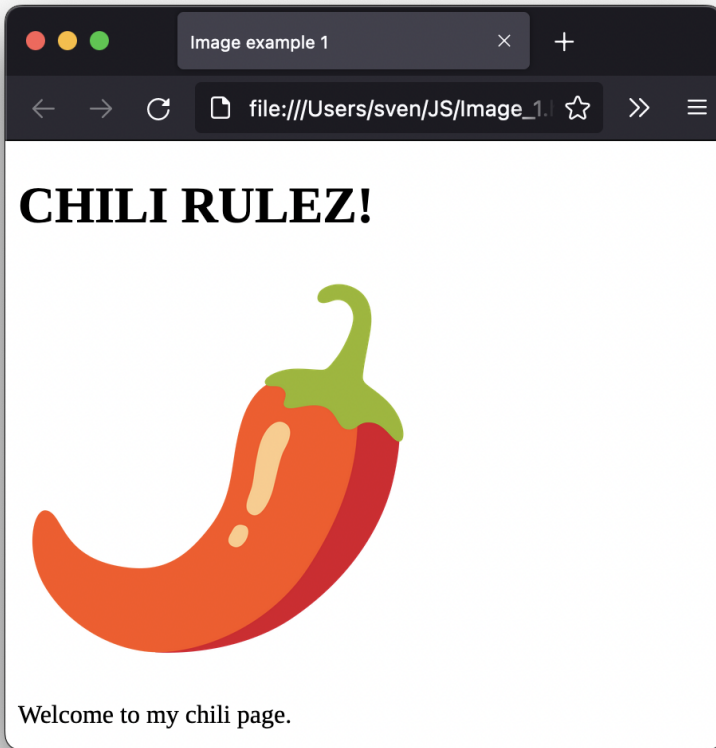 Image example 1
file:///Users/sven/JS/Image_1.
CHILI RULEZ!
Welcome to my chili page.